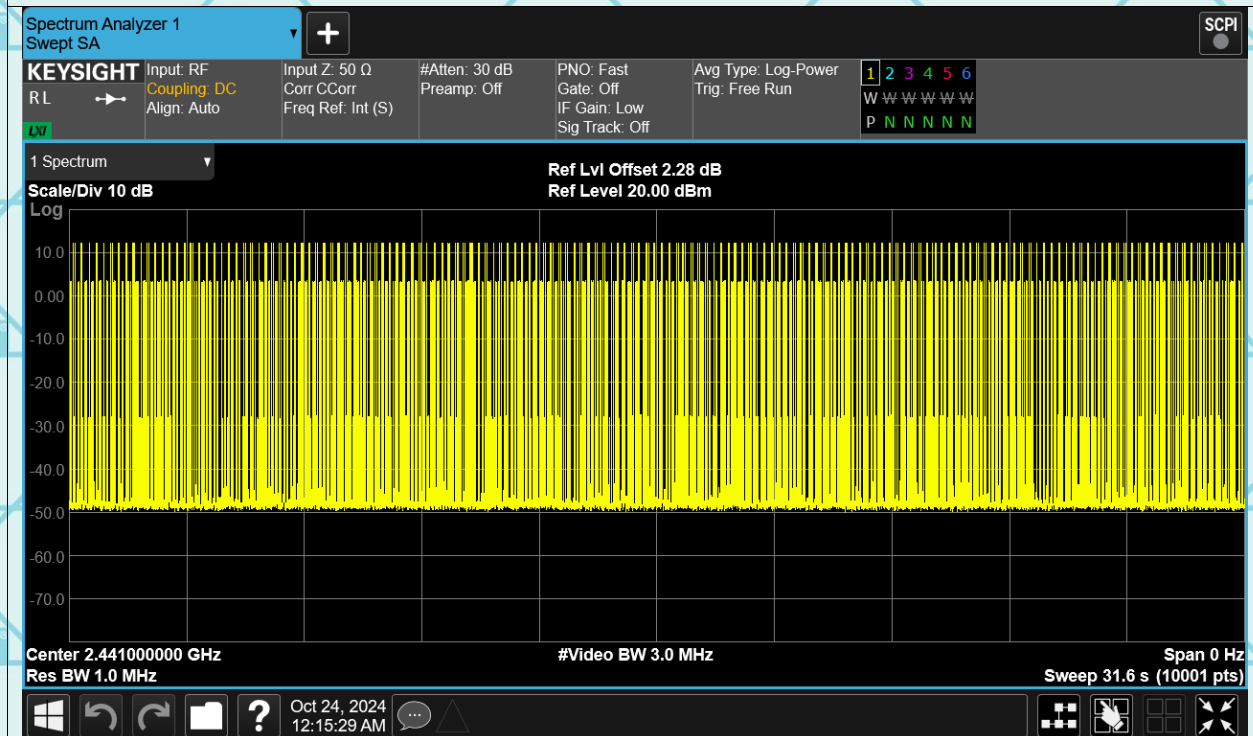 Spectrum Analyzer 1
Swept SA
+
SCPI
KEYSIGHT
RL
LXI
Input: RF
Coupling: DC
Align: Auto
Input Z: 50 Ω
Corr CCorr
Freq Ref: Int (S)
#Atten: 30 dB
Preamp: Off
PNO: Fast
Gate: Off
IF Gain: Low
Sig Track: Off
Avg Type: Log-Power
Trig: Free Run
1 2 3 4 5 6
W W W W W W
P N N N N N
1 Spectrum
Scale/Div 10 dB
Ref Lvl Offset 2.28 dB
Ref Level 20.00 dBm
Log
10.0
0.00
-10.0
-20.0
-30.0
-40.0
-50.0
-60.0
-70.0
Center 2.441000000 GHz
#Video BW 3.0 MHz
Span 0 Hz
Res BW 1.0 MHz
Sweep 31.6 s (10001 pts)
?
Oct 24, 2024
12:15:29 AM